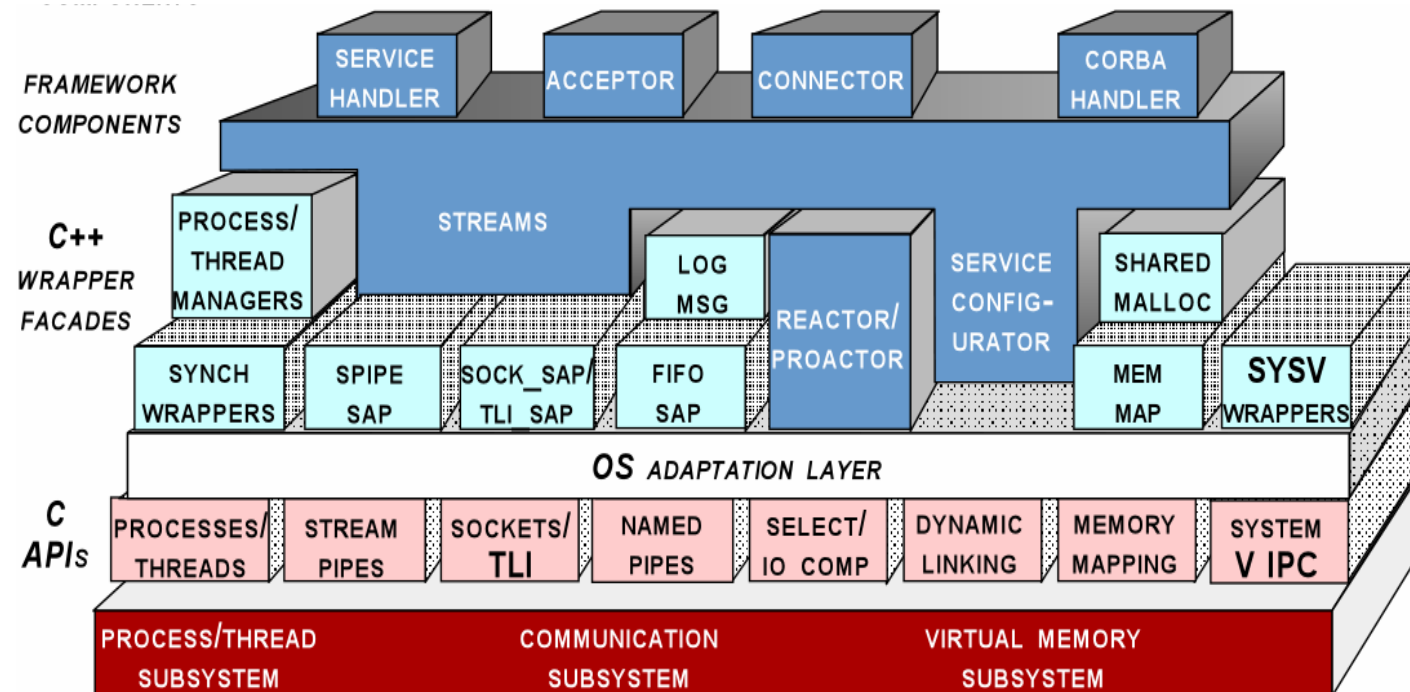 SERVICE
HANDLER
ACCEPTOR
CONNECTOR
CORBA
HANDLER
FRAMEWORK
COMPONENTS
STREAMS
PROCESS/
THREAD
MANAGERS
C++
WRAPPER
FACADES
LOG
MSG
REACTOR/
PROACTOR
SERVICE
CONFIG-
URATOR
SHARED
MALLOC
SYNCH
WRAPPERS
SPIPE
SAP
SOCK_SAP/
TLI_SAP
FIFO
SAP
MEM
MAP
SYSV
WRAPPERS
OS ADAPTATION LAYER
C
APIS
PROCESSES/
THREADS
STREAM
PIPES
SOCKETS/
TLI
NAMED
PIPES
SELECT/
IO COMP
DYNAMIC
LINKING
MEMORY
MAPPING
SYSTEM
V IPC
PROCESS/THREAD
SUBSYSTEM
COMMUNICATION
SUBSYSTEM
VIRTUAL MEMORY
SUBSYSTEM